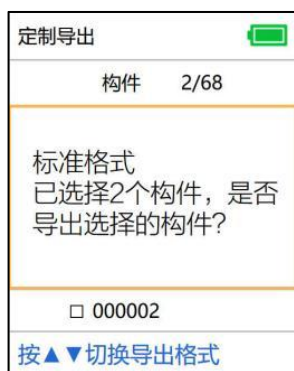 定制导出
构件 2/68
标准格式
已选择2个构件，是否
导出选择的构件？
□ 000002
按▲▼切换导出格式